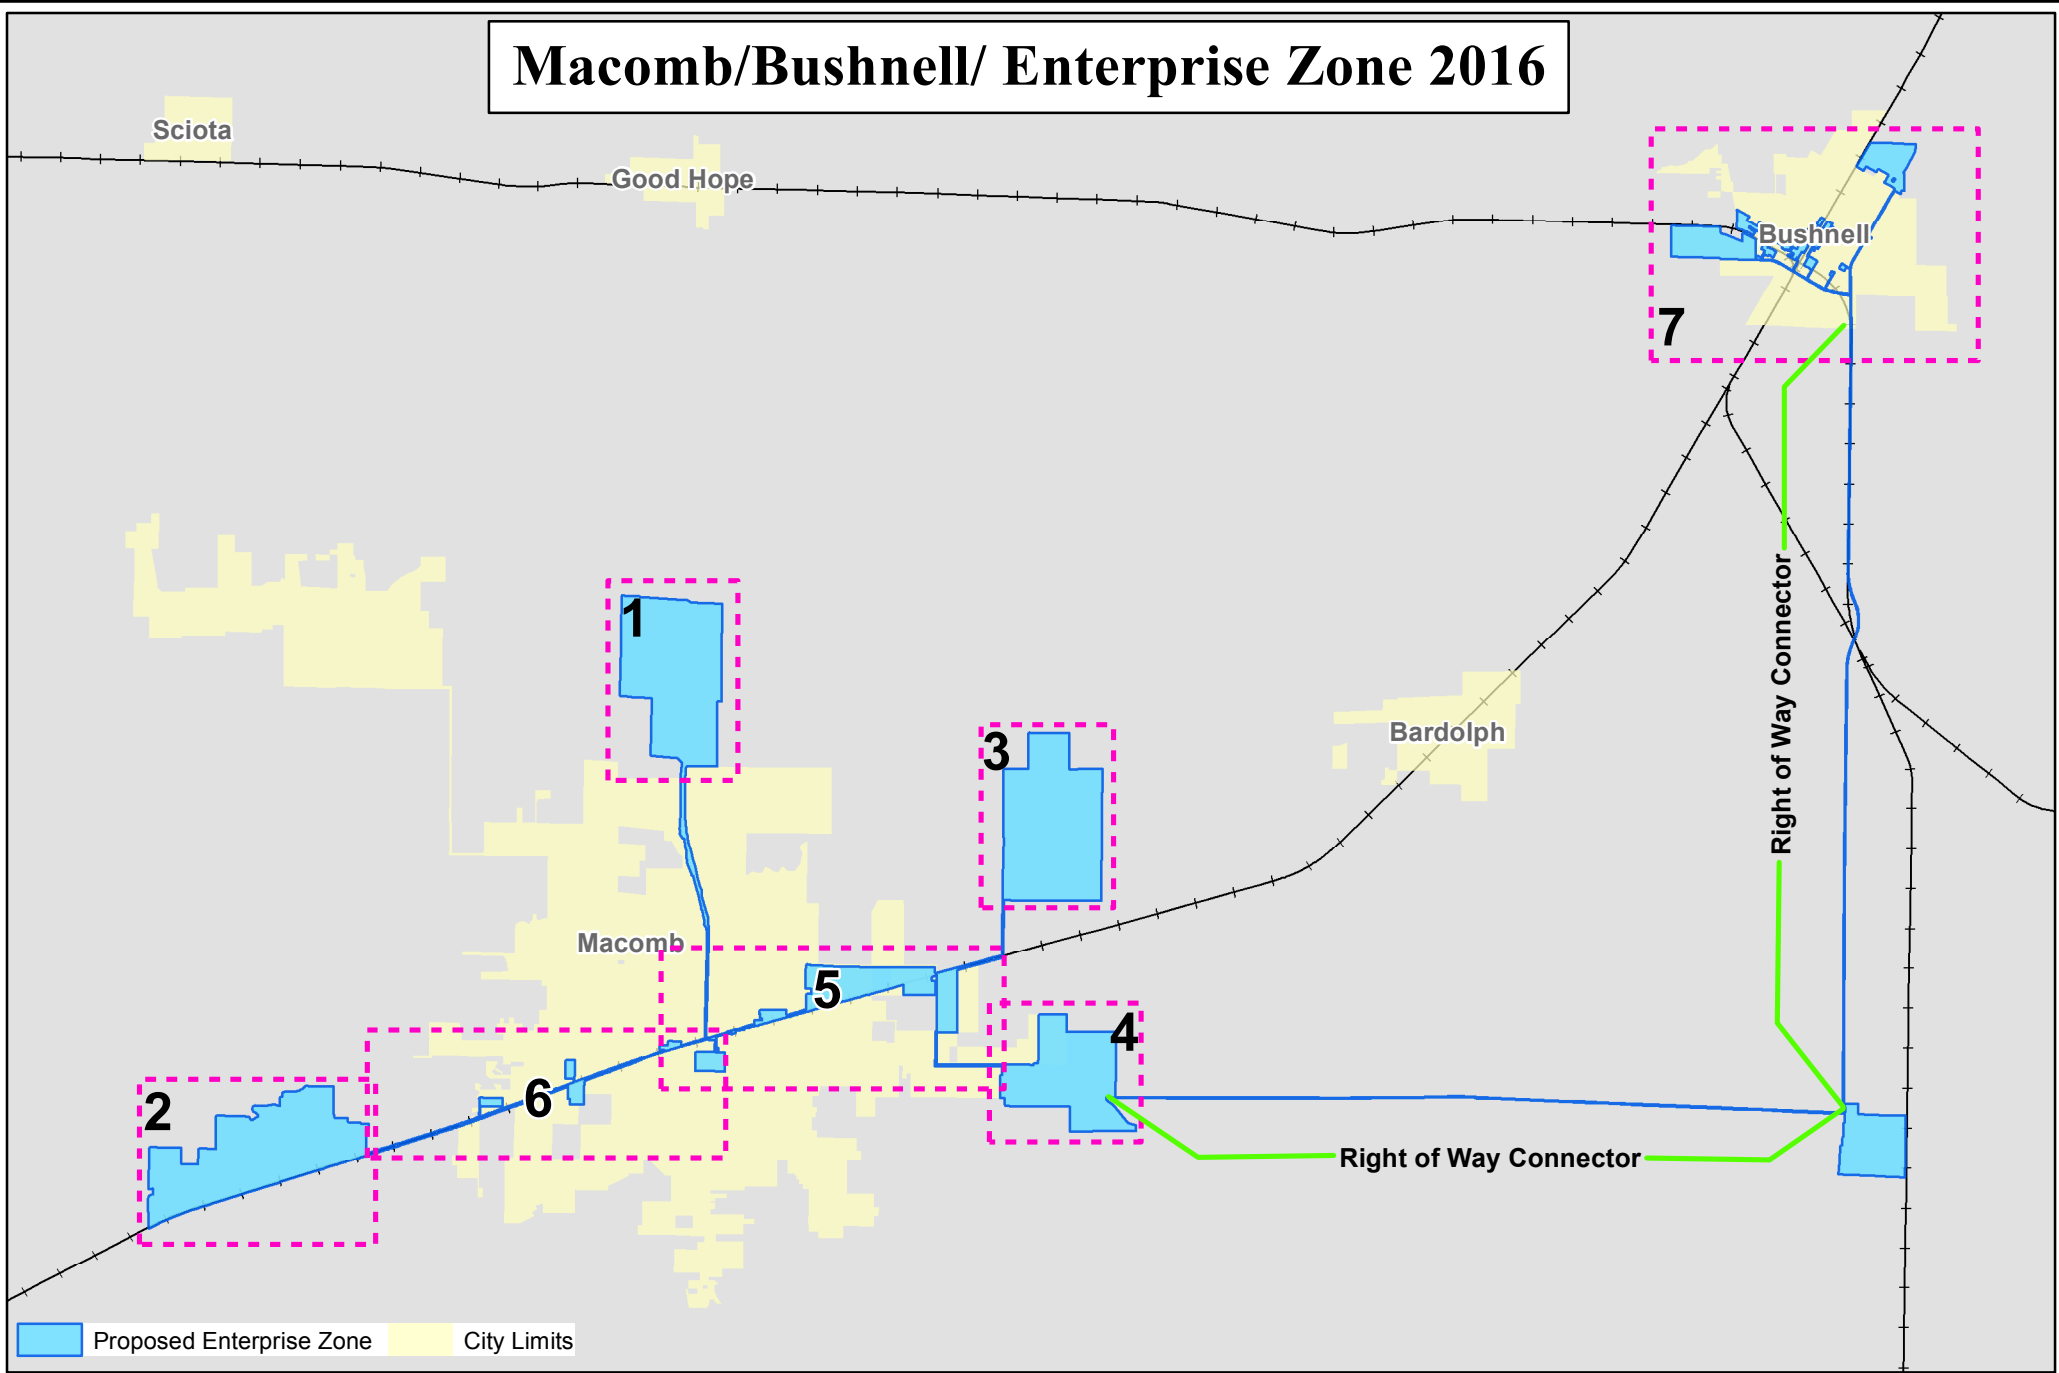 Macomb/Bushnell/ Enterprise Zone 2016
Sciota
Good Hope
Bushnell
7
1
3
Bardolph
Right of Way Connector
Macomb
5
4
6
2
Right of Way Connector
Proposed Enterprise Zone
City Limits